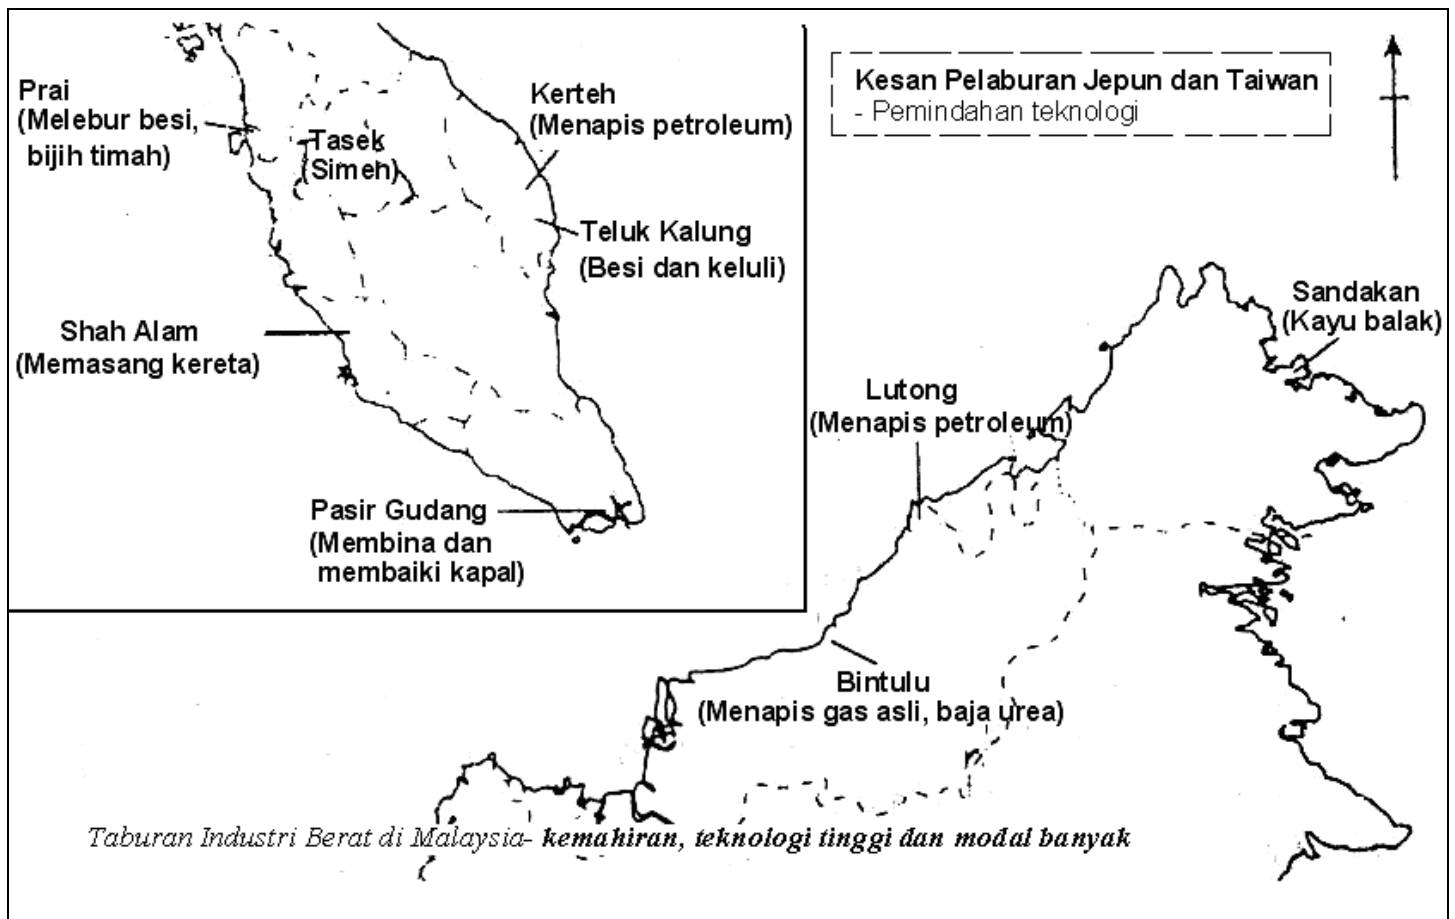 Prai
(Melebur besi,
bijih timah)
Tasek
(Simeh)
Kerteh
(Menapis petroleum)
Teluk Kalung
(Besi dan keluli)
Shah Alam
(Memasang kereta)
Pasir Gudang
(Membina dan
membaiki kapal)
Kesan Pelaburan Jepun dan Taiwan
- Pemindahan teknologi
Sandakan
(Kayu balak)
Lutong
(Menapis petroleum)
Bintulu
(Menapis gas asli, baja urea)
Taburan Industri Berat di Malaysia- kemahiran, teknologi tinggi dan modal banyak